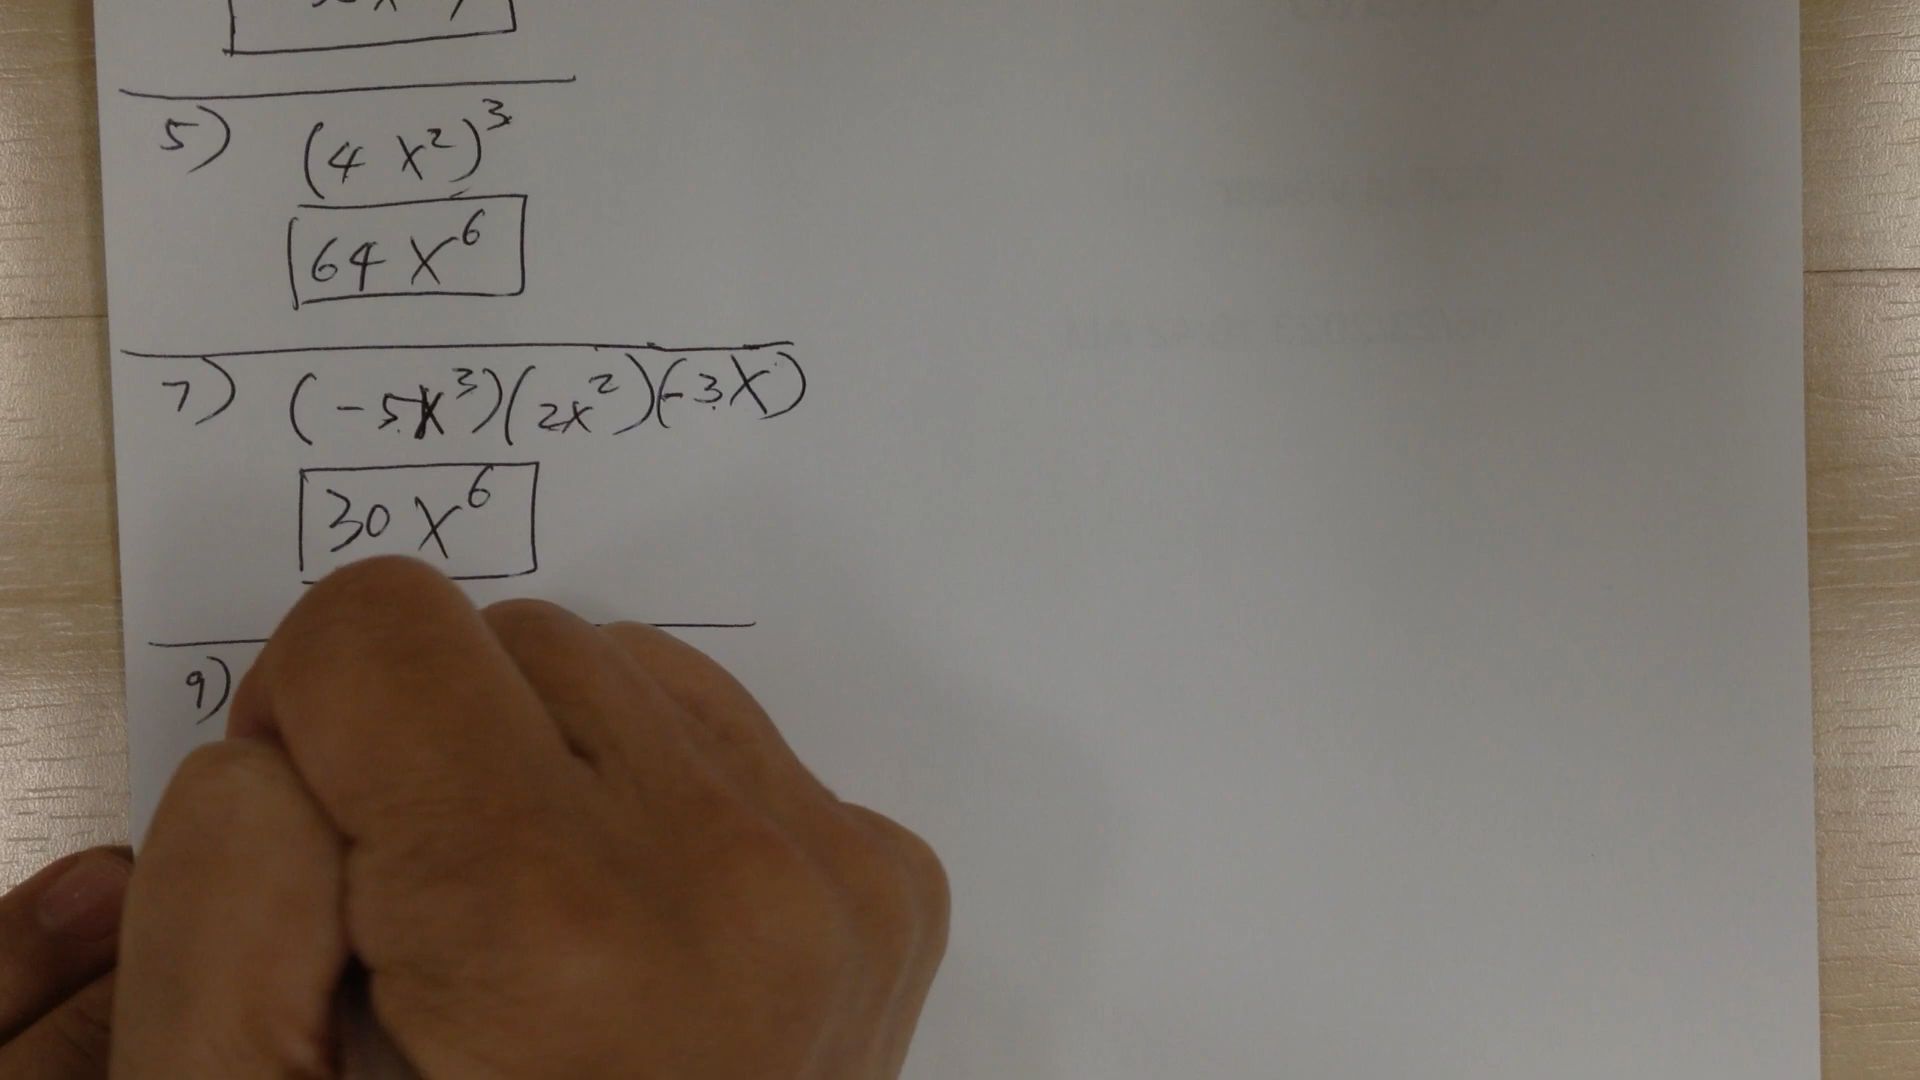 5) (4x²)³
64x⁶
7) (-5x³)(2x²)(-3x)
30x⁶
9)